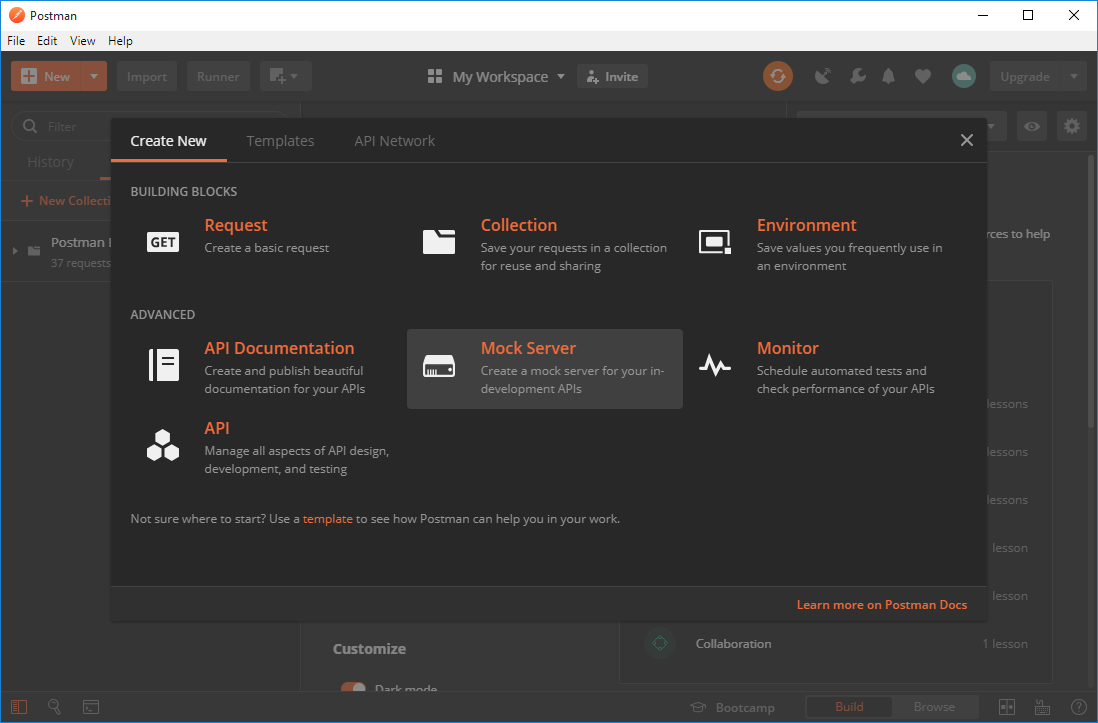 Postman
File Edit View Help
New Import Runner My Workspace Invite Upgrade
Filter
History
New Collecti
Postman
37 requests
Create New Templates API Network
BUILDING BLOCKS
GET
Request
Create a basic request
Collection
Save your requests in a collection
for reuse and sharing
Environment
Save values you frequently use in
an environment
ADVANCED
API Documentation
Create and publish beautiful
documentation for your APIs
Mock Server
Create a mock server for your in-
development APIs
Monitor
Schedule automated tests and
check performance of your APIs
API
Manage all aspects of API design,
development, and testing
Not sure where to start? Use a template to see how Postman can help you in your work.
Learn more on Postman Docs
rces to help
lessons
lessons
lessons
lesson
lesson
Collaboration 1 lesson
Customize
Dark mode
Bootcamp Build Browse